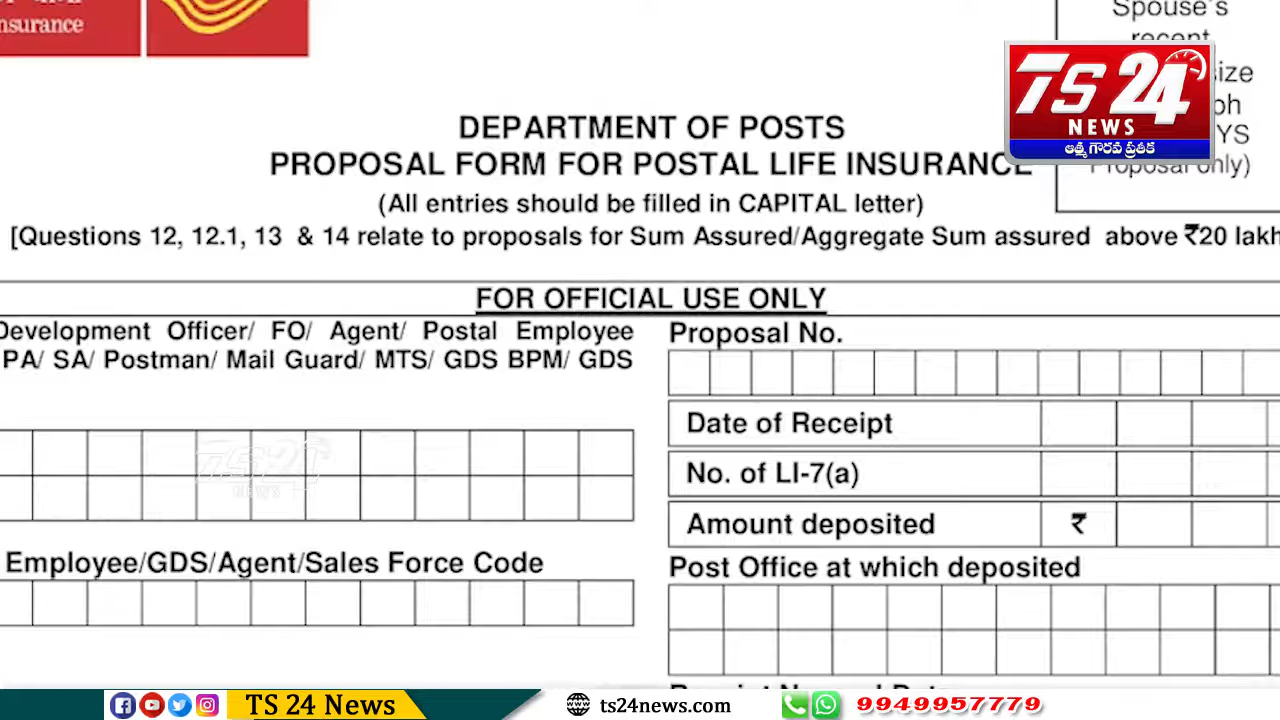 nsurance
Spouse's
recent
size
ph
YS
Proposal only)
TS 24
NEWS
ఆత్మ గౌరవ ప్రతీక
DEPARTMENT OF POSTS
PROPOSAL FORM FOR POSTAL LIFE INSURANCE
(All entries should be filled in CAPITAL letter)
[Questions 12, 12.1, 13 & 14 relate to proposals for Sum Assured/Aggregate Sum assured above ₹20 lakh
FOR OFFICIAL USE ONLY
Development Officer/ FO/ Agent/ Postal Employee
PA/ SA/ Postman/ Mail Guard/ MTS/ GDS BPM/ GDS
TS 24
NEWS
Employee/GDS/Agent/Sales Force Code
Proposal No.
Date of Receipt
No. of LI-7(a)
Amount deposited ₹
Post Office at which deposited
TS 24 News
ts24news.com
9949957779